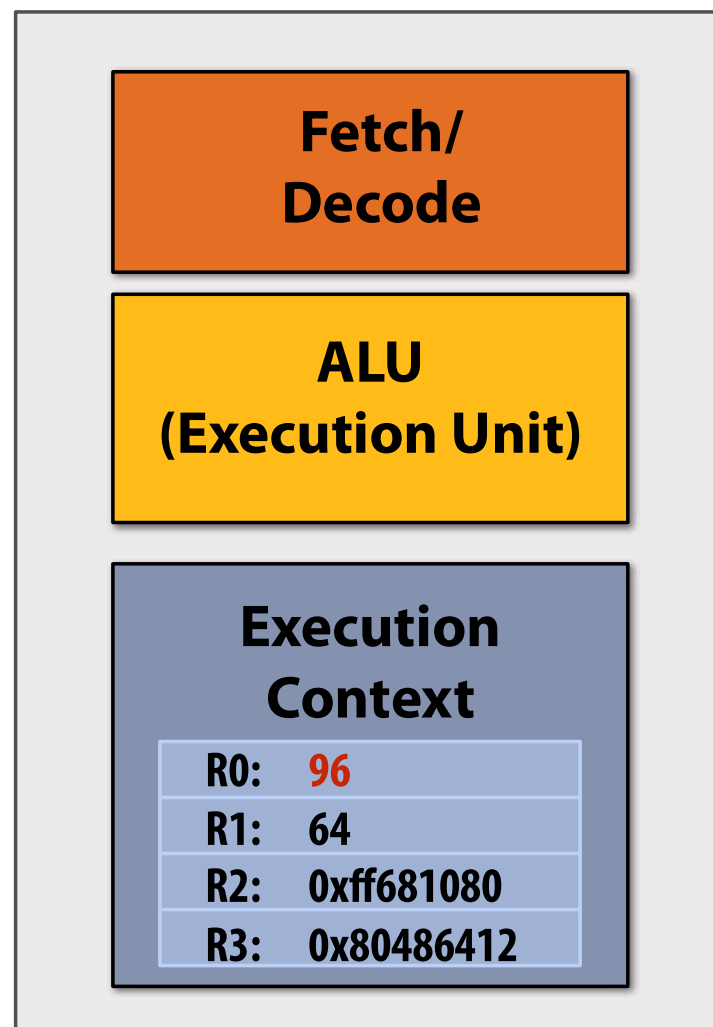 Fetch/
Decode
ALU
(Execution Unit)
Execution
Context
R0: 96
R1: 64
R2: 0xff681080
R3: 0x80486412